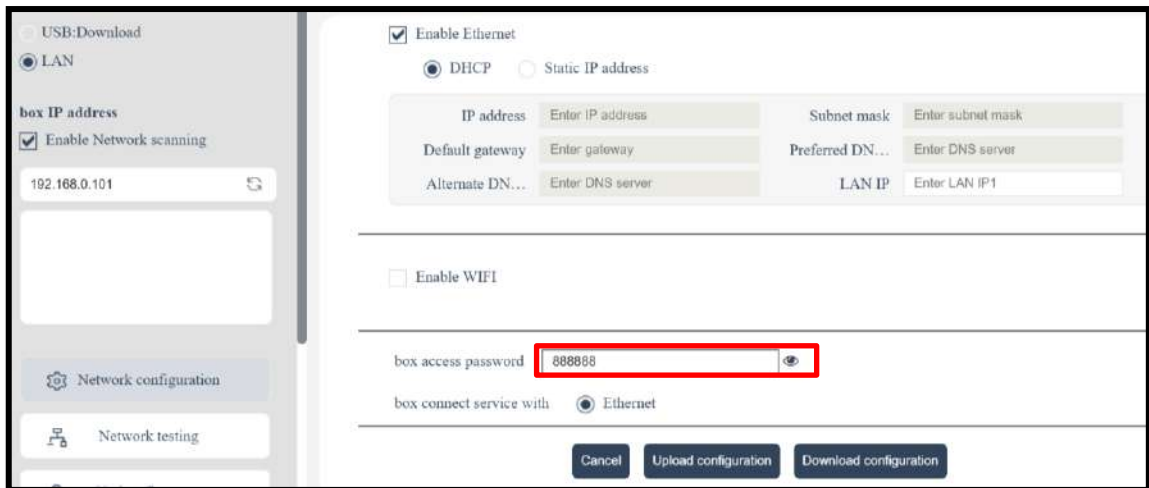 USB:Download
LAN
box IP address
Enable Network scanning
192.168.0.101
Network configuration
Network testing
Enable Ethernet
DHCP Static IP address
IP address Enter IP address Subnet mask Enter subnet mask
Default gateway Enter gateway Preferred DN... Enter DNS server
Alternate DN... Enter DNS server LAN IP Enter LAN IP1
Enable WIFI
box access password 888888
box connect service with Ethernet
Cancel Upload configuration Download configuration